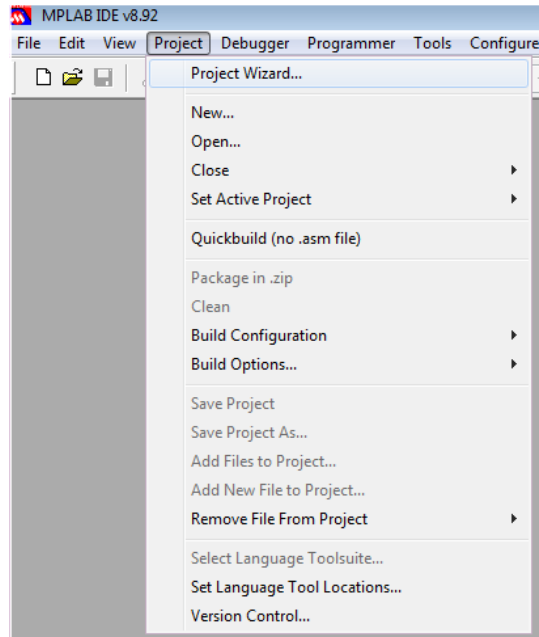 MPLAB IDE v8.92
File Edit View Project Debugger Programmer Tools Configure
Project Wizard...
New...
Open...
Close
Set Active Project
Quickbuild (no .asm file)
Package in .zip
Clean
Build Configuration
Build Options...
Save Project
Save Project As...
Add Files to Project...
Add New File to Project...
Remove File From Project
Select Language Toolsuite...
Set Language Tool Locations...
Version Control...